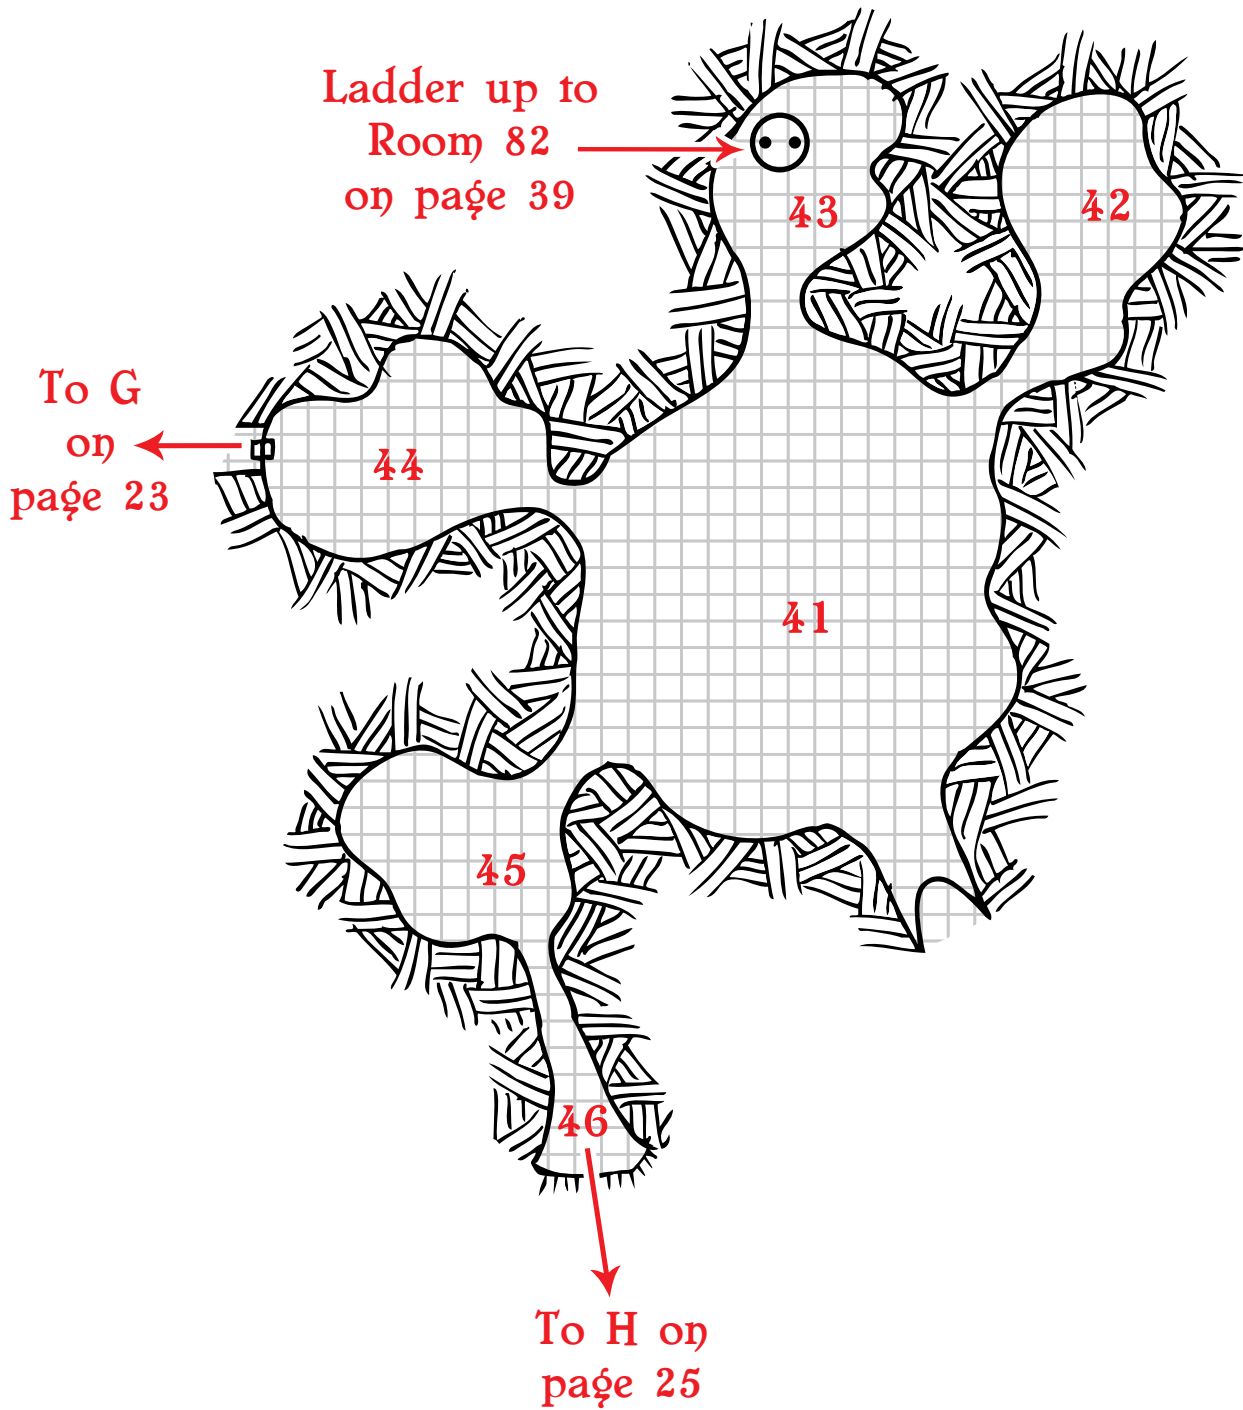 Ladder up to
Room 82
on page 39
43
42
To G
on
page 23
44
41
45
46
To H on
page 25